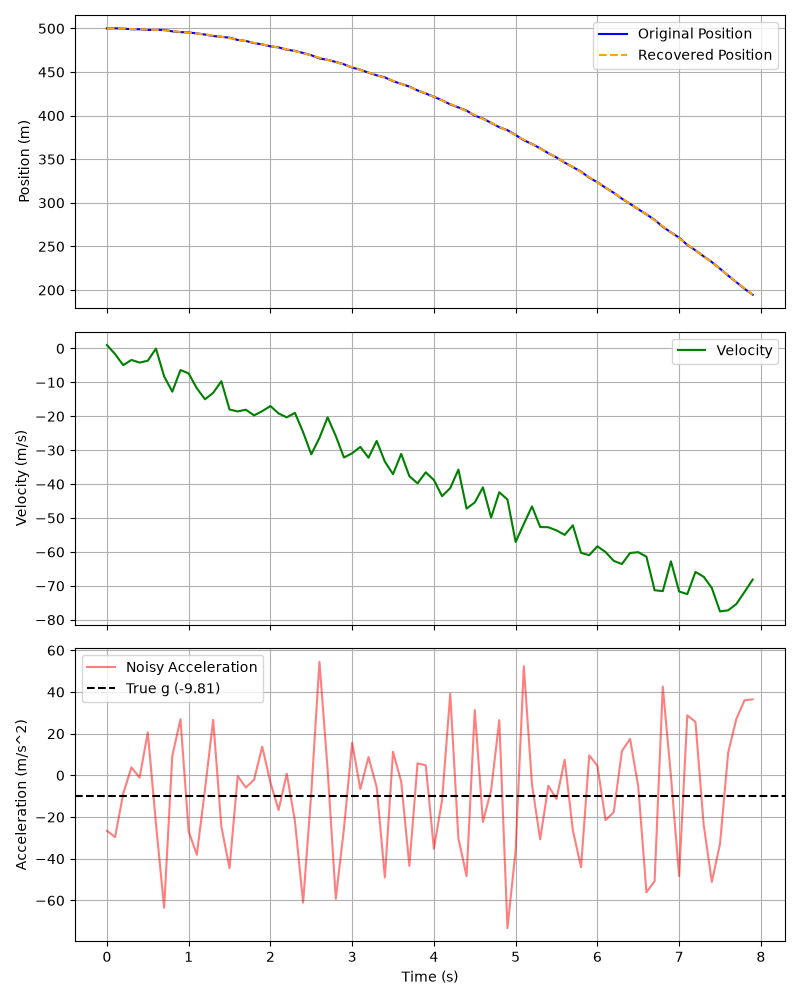 500
450
400
350
300
250
200
Position (m)
Original Position
Recovered Position
0
−10
−20
−30
−40
−50
−60
−70
−80
Velocity (m/s)
Velocity
60
40
20
0
−20
−40
−60
Acceleration (m/s^2)
Noisy Acceleration
True g (-9.81)
0 1 2 3 4 5 6 7 8
Time (s)